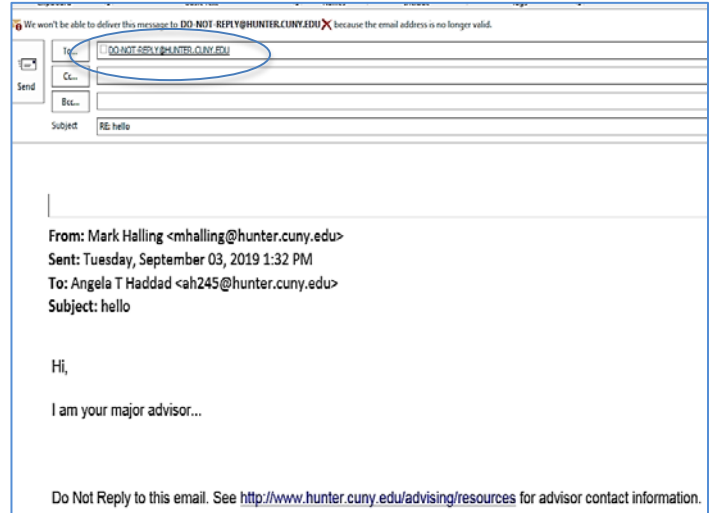 We won't be able to deliver this message to DO-NOT-REPLY@HUNTER.CUNY.EDU because the email address is no longer valid.
To...
DO-NOT-REPLY@HUNTER.CUNY.EDU
Cc...
Send
Bcc...
Subject RE: hello
From: Mark Halling <mhalling@hunter.cuny.edu>
Sent: Tuesday, September 03, 2019 1:32 PM
To: Angela T Haddad <ah245@hunter.cuny.edu>
Subject: hello
Hi,
I am your major advisor...
Do Not Reply to this email. See http://www.hunter.cuny.edu/advising/resources for advisor contact information.